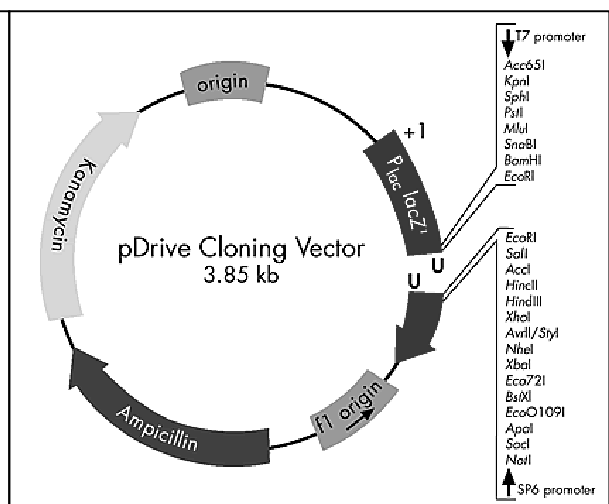 T7 promoter
Acc65I
KpnI
SphI
PstI
MluI
SnaBI
BamHI
EcoRI
origin
+1
Plac lacZ'
Kanamycin
pDrive Cloning Vector
3.85 kb
U
U
EcoRI
SalI
AccI
HincII
HindIII
XhoI
AvrII/StyI
NheI
XbaI
Eco72I
BstXI
EcoO109I
ApaI
SacI
NotI
SP6 promoter
F1 origin
Ampicillin